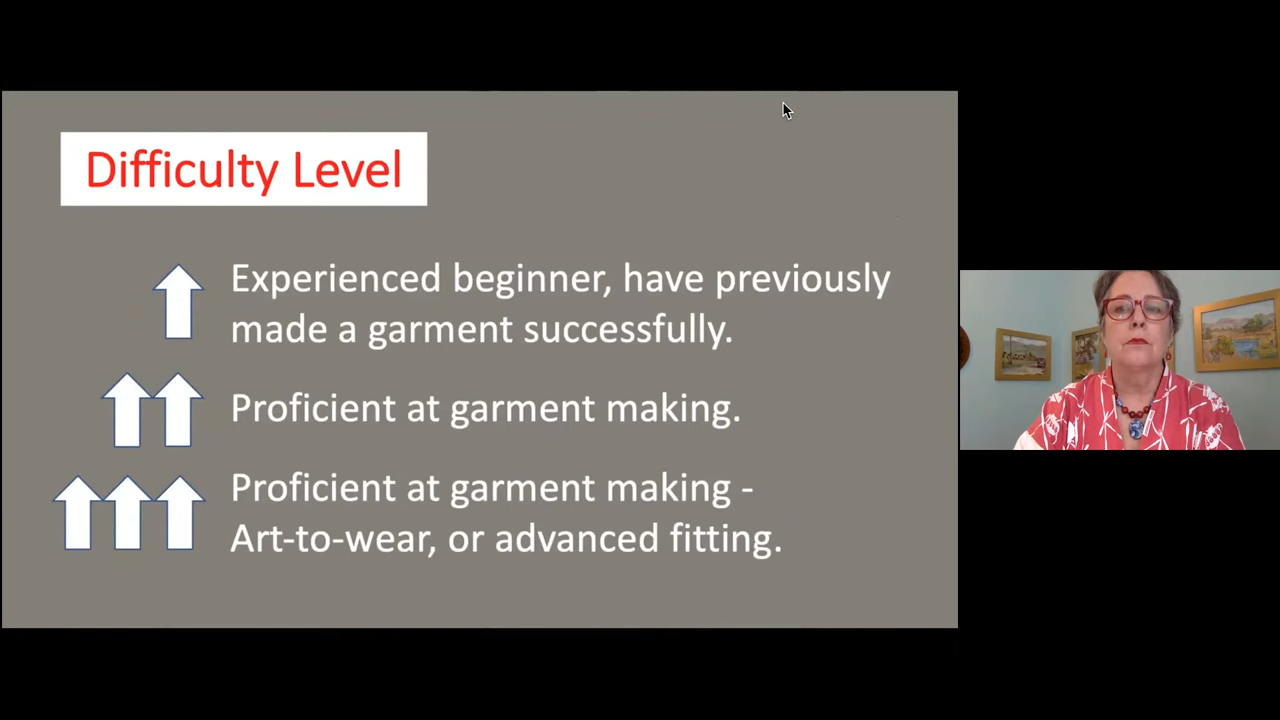 Difficulty Level
Experienced beginner, have previously
made a garment successfully.
Proficient at garment making.
Proficient at garment making -
Art-to-wear, or advanced fitting.